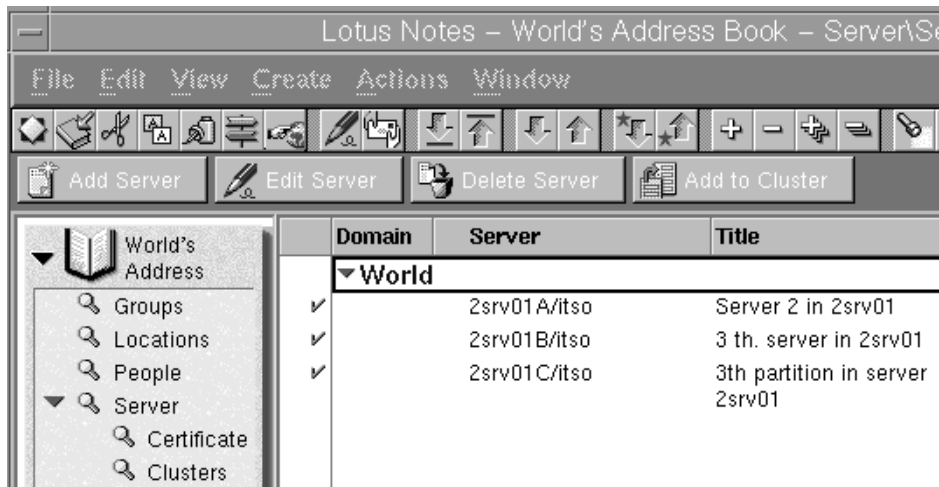 Lotus Notes – World's Address Book – Server\Se
File Edit View Create Actions Window
Add Server Edit Server Delete Server Add to Cluster
World's
Address
Groups
Locations
People
Server
Certificate
Clusters
Domain Server Title
World
2srv01A/itso Server 2 in 2srv01
2srv01B/itso 3 th. server in 2srv01
2srv01C/itso 3th partition in server
2srv01